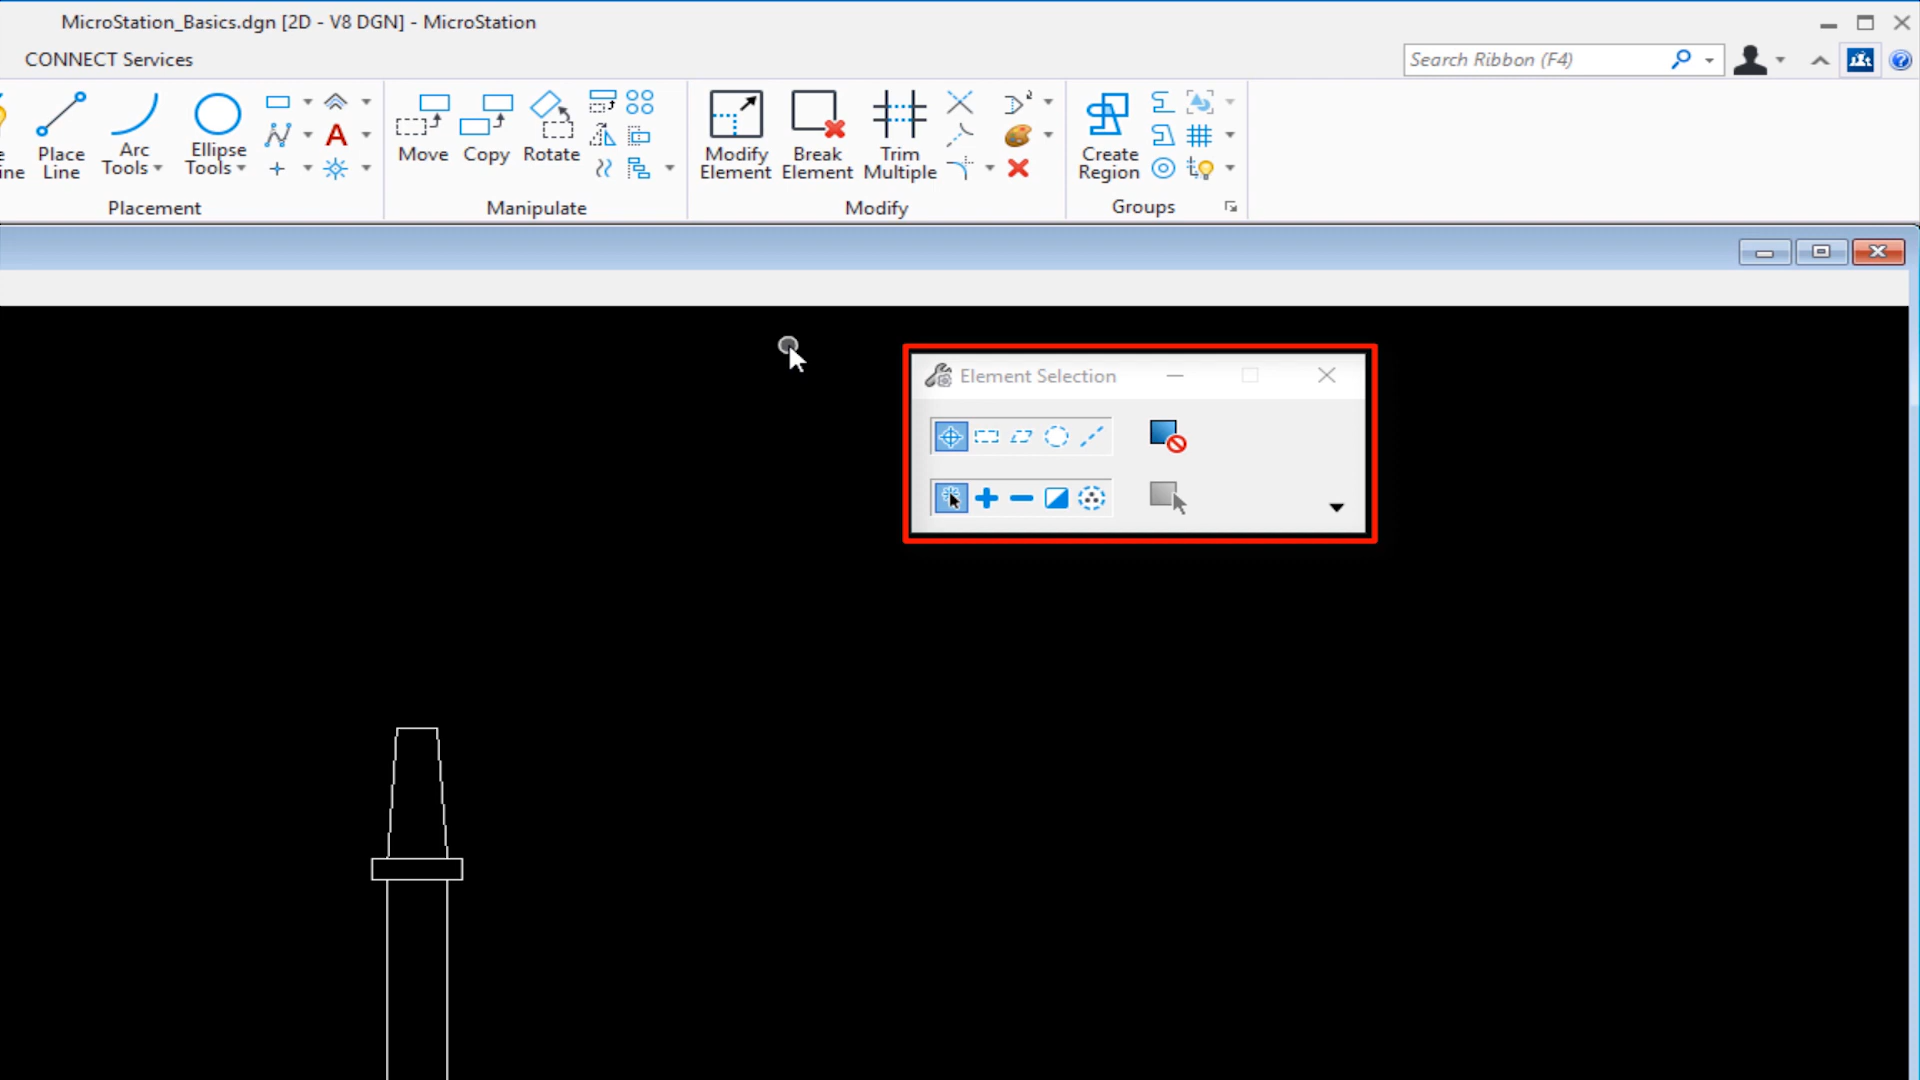 MicroStation_Basics.dgn [2D - V8 DGN] - MicroStation
CONNECT Services
Search Ribbon (F4)
Place
Line
Arc
Tools
Ellipse
Tools
A
Placement
Move
Copy
Rotate
Manipulate
Modify
Element
Break
Element
Trim
Multiple
Modify
Create
Region
Groups
Element Selection